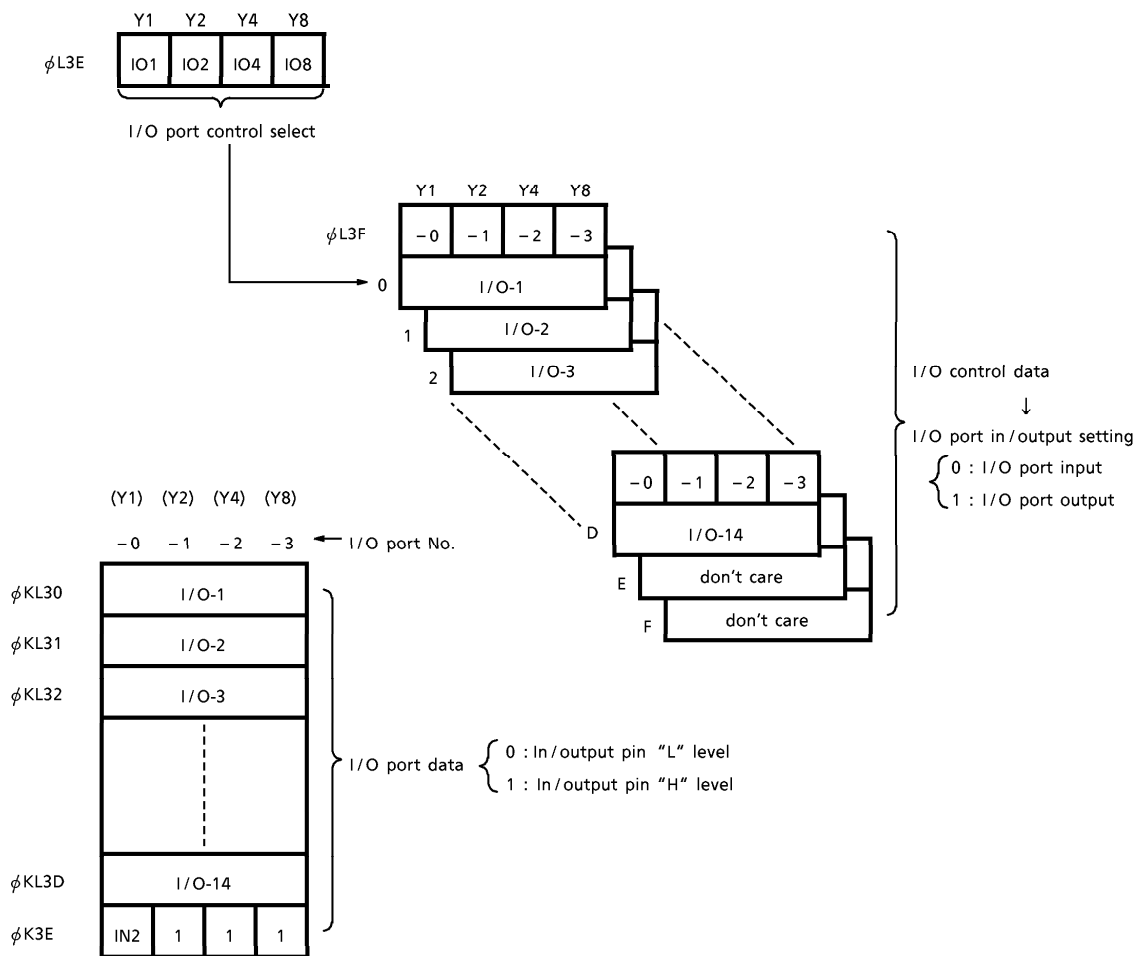 Y1 Y2 Y4 Y8
ϕL3E IO1 IO2 IO4 IO8
I/O port control select
Y1 Y2 Y4 Y8
ϕL3F -0 -1 -2 -3
0 I/O-1
1 I/O-2
2 I/O-3
I/O control data
↓
I/O port in/output setting
0 : I/O port input
1 : I/O port output
-0 -1 -2 -3
D I/O-14
E don't care
F don't care
(Y1) (Y2) (Y4) (Y8)
-0 -1 -2 -3 ← I/O port No.
ϕKL30 I/O-1
ϕKL31 I/O-2
ϕKL32 I/O-3
I/O port data
0 : In/output pin “L“ level
1 : In/output pin “H“ level
ϕKL3D I/O-14
ϕK3E IN2 1 1 1